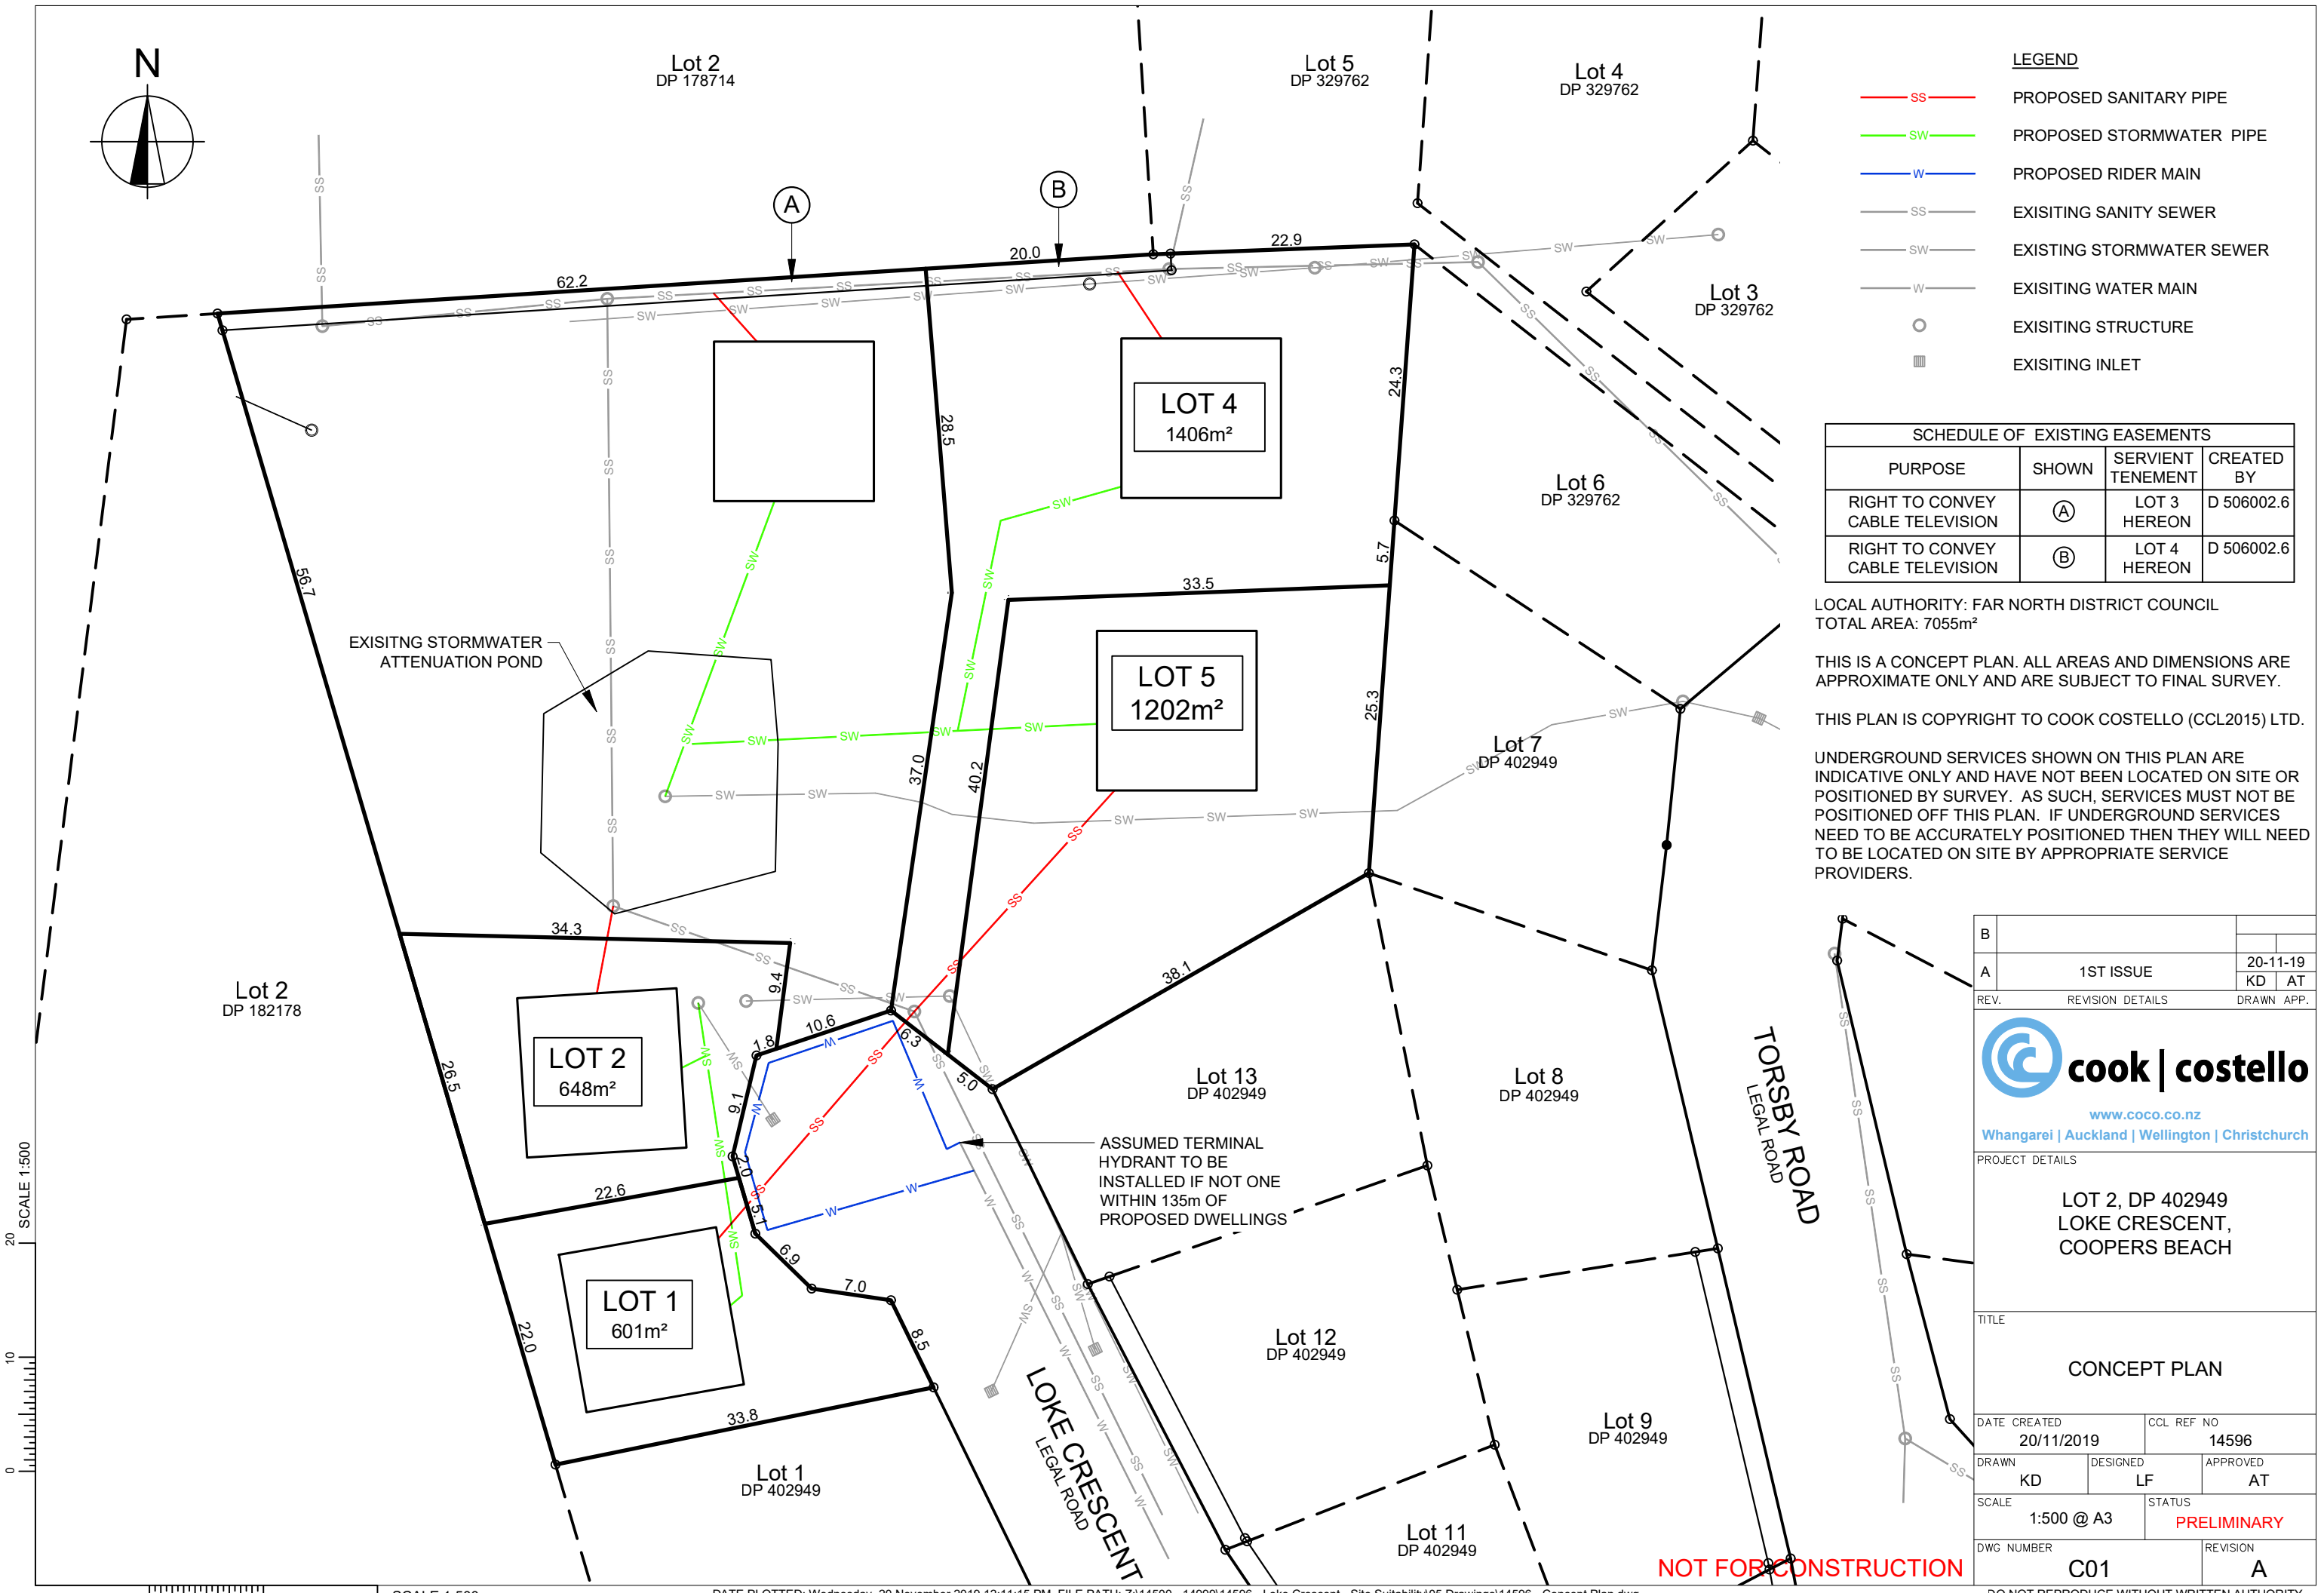 N
Lot 2
DP 178714
Lot 5
DP 329762
Lot 4
DP 329762
A
B
62.2
20.0
22.9
Lot 3
DP 329762
28.5
24.3
LOT 4
1406m²
Lot 6
DP 329762
5.7
33.5
56.7
EXISITNG STORMWATER
ATTENUATION POND
LOT 5
1202m²
25.3
37.0
40.2
Lot 7
DP 402949
34.3
9.4
38.1
Lot 2
DP 182178
10.6
1.8
6.3
5.0
26.5
LOT 2
648m²
9.1
2.0
22.6
5.1
6.9
7.0
8.5
Lot 13
DP 402949
Lot 8
DP 402949
ASSUMED TERMINAL
HYDRANT TO BE
INSTALLED IF NOT ONE
WITHIN 135m OF
PROPOSED DWELLINGS
TORSBY ROAD
LEGAL ROAD
LOT 1
601m²
22.0
33.8
Lot 12
DP 402949
Lot 9
DP 402949
LOKE CRESCENT
LEGAL ROAD
Lot 1
DP 402949
Lot 11
DP 402949
NOT FOR CONSTRUCTION
SCALE 1:500
20
10
0
SS
SW
W
LEGEND
SS PROPOSED SANITARY PIPE
SW PROPOSED STORMWATER PIPE
W PROPOSED RIDER MAIN
SS EXISITING SANITY SEWER
SW EXISTING STORMWATER SEWER
W EXISITING WATER MAIN
EXISITING STRUCTURE
EXISITING INLET
SCHEDULE OF EXISTING EASEMENTS
PURPOSE SHOWN SERVIENT TENEMENT CREATED BY
RIGHT TO CONVEY CABLE TELEVISION A LOT 3 HEREON D 506002.6
RIGHT TO CONVEY CABLE TELEVISION B LOT 4 HEREON D 506002.6
LOCAL AUTHORITY: FAR NORTH DISTRICT COUNCIL
TOTAL AREA: 7055m²
THIS IS A CONCEPT PLAN. ALL AREAS AND DIMENSIONS ARE
APPROXIMATE ONLY AND ARE SUBJECT TO FINAL SURVEY.
THIS PLAN IS COPYRIGHT TO COOK COSTELLO (CCL2015) LTD.
UNDERGROUND SERVICES SHOWN ON THIS PLAN ARE
INDICATIVE ONLY AND HAVE NOT BEEN LOCATED ON SITE OR
POSITIONED BY SURVEY. AS SUCH, SERVICES MUST NOT BE
POSITIONED OFF THIS PLAN. IF UNDERGROUND SERVICES
NEED TO BE ACCURATELY POSITIONED THEN THEY WILL NEED
TO BE LOCATED ON SITE BY APPROPRIATE SERVICE
PROVIDERS.
B
A 1ST ISSUE 20-11-19
KD AT
REV. REVISION DETAILS DRAWN APP.
cook | costello
www.coco.co.nz
Whangarei | Auckland | Wellington | Christchurch
PROJECT DETAILS
LOT 2, DP 402949
LOKE CRESCENT,
COOPERS BEACH
TITLE
CONCEPT PLAN
DATE CREATED CCL REF NO
20/11/2019 14596
DRAWN DESIGNED APPROVED
KD LF AT
SCALE STATUS
1:500 @ A3 PRELIMINARY
DWG NUMBER REVISION
C01 A